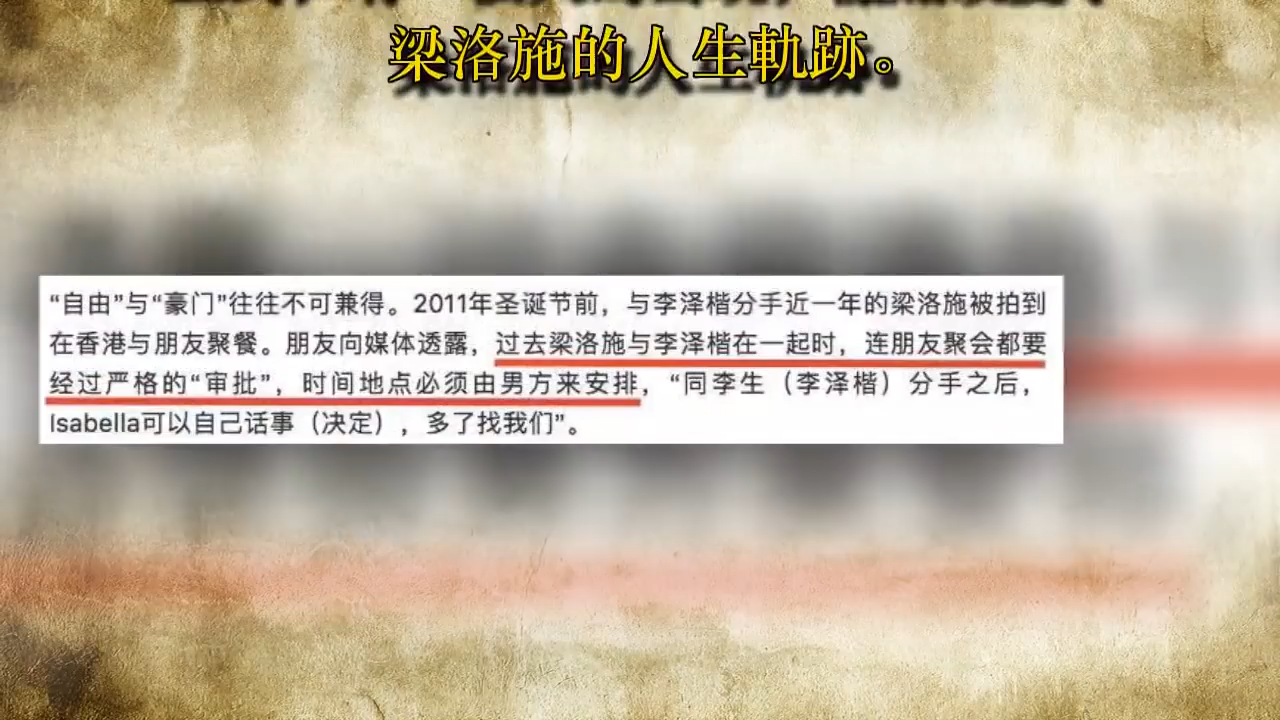 梁洛施的人生軌跡。
“自由”与“豪门”往往不可兼得。2011年圣诞节前，与李泽楷分手近一年的梁洛施被拍到
在香港与朋友聚餐。朋友向媒体透露，过去梁洛施与李泽楷在一起时，连朋友聚会都要
经过严格的“审批”，时间地点必须由男方来安排，“同李生（李泽楷）分手之后，
Isabella可以自己话事（决定），多了找我们”。